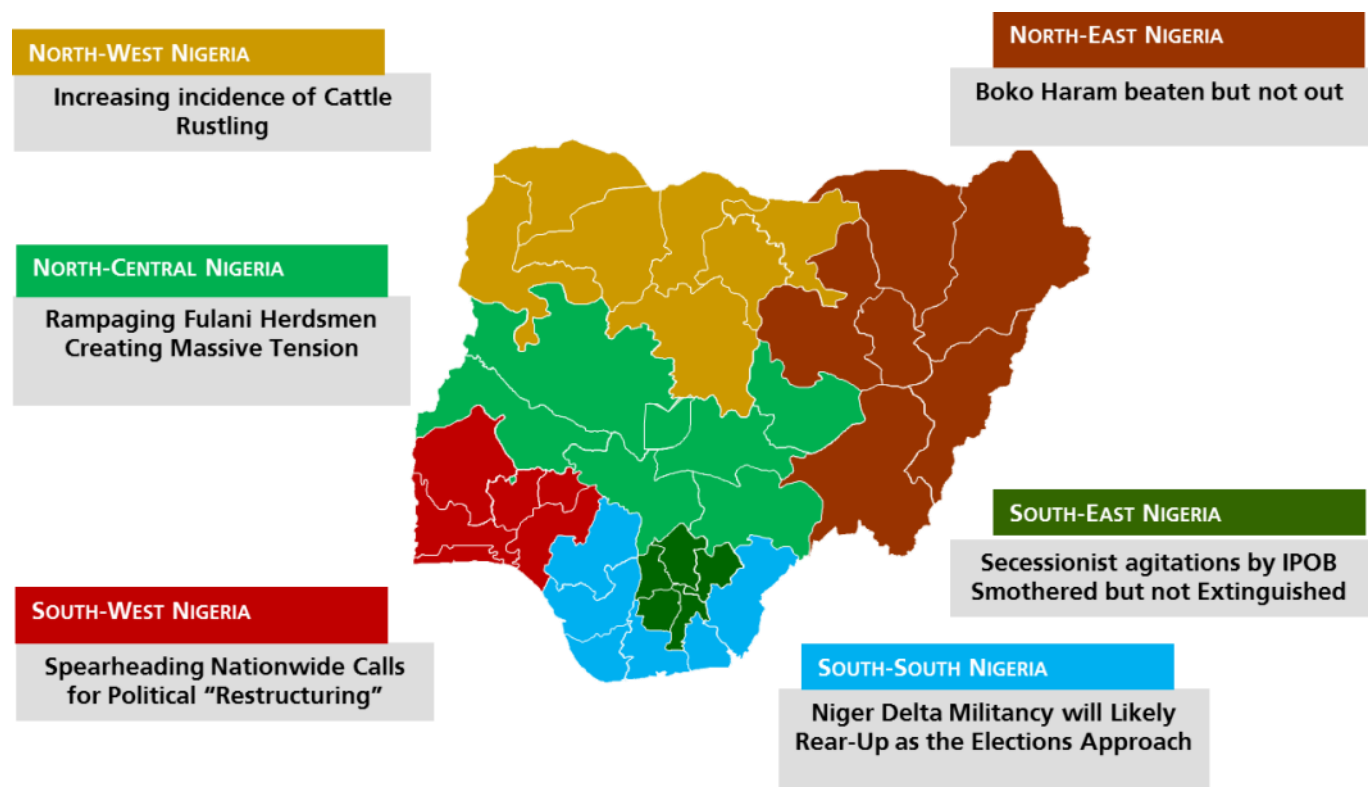 NORTH-WEST NIGERIA
Increasing incidence of Cattle
Rustling
NORTH-EAST NIGERIA
Boko Haram beaten but not out
NORTH-CENTRAL NIGERIA
Rampaging Fulani Herdsmen
Creating Massive Tension
SOUTH-EAST NIGERIA
Secessionist agitations by IPOB
Smothered but not Extinguished
SOUTH-WEST NIGERIA
Spearheading Nationwide Calls
for Political “Restructuring”
SOUTH-SOUTH NIGERIA
Niger Delta Militancy will Likely
Rear-Up as the Elections Approach